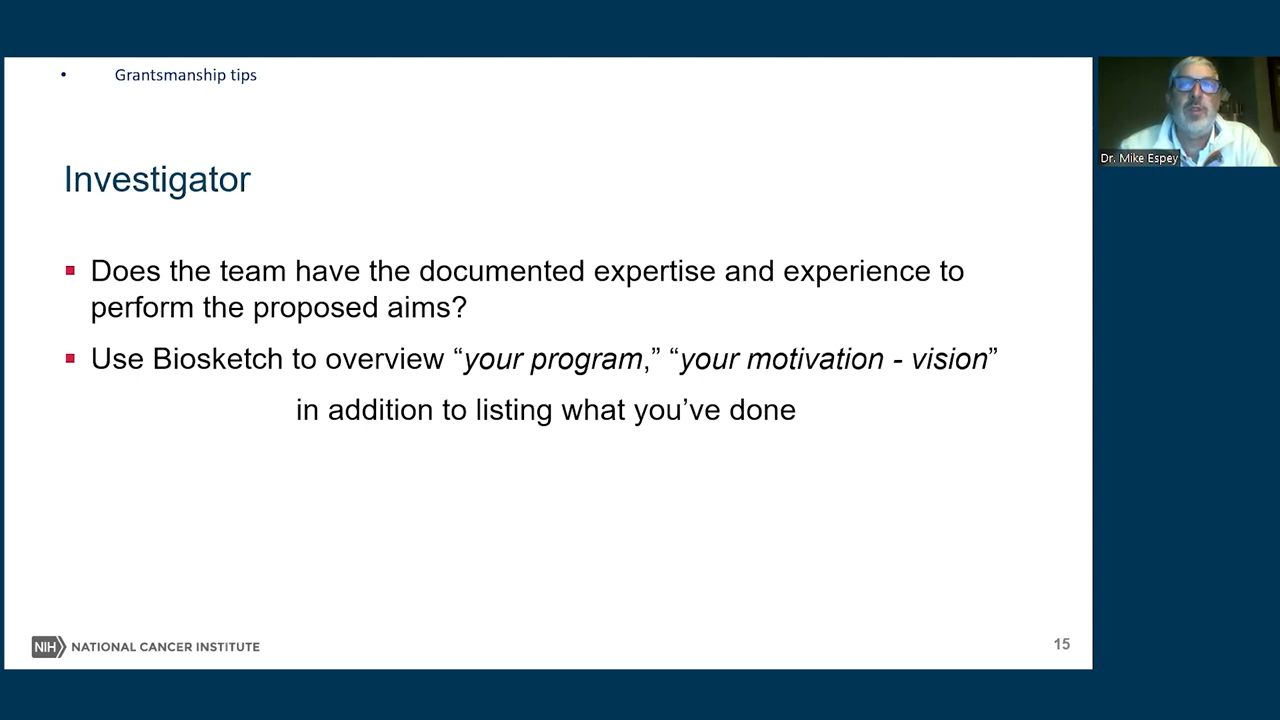 • Grantsmanship tips
Investigator
▪ Does the team have the documented expertise and experience to
perform the proposed aims?
▪ Use Biosketch to overview “your program,” “your motivation - vision”
in addition to listing what you’ve done
NIH NATIONAL CANCER INSTITUTE
15
Dr. Mike Espey